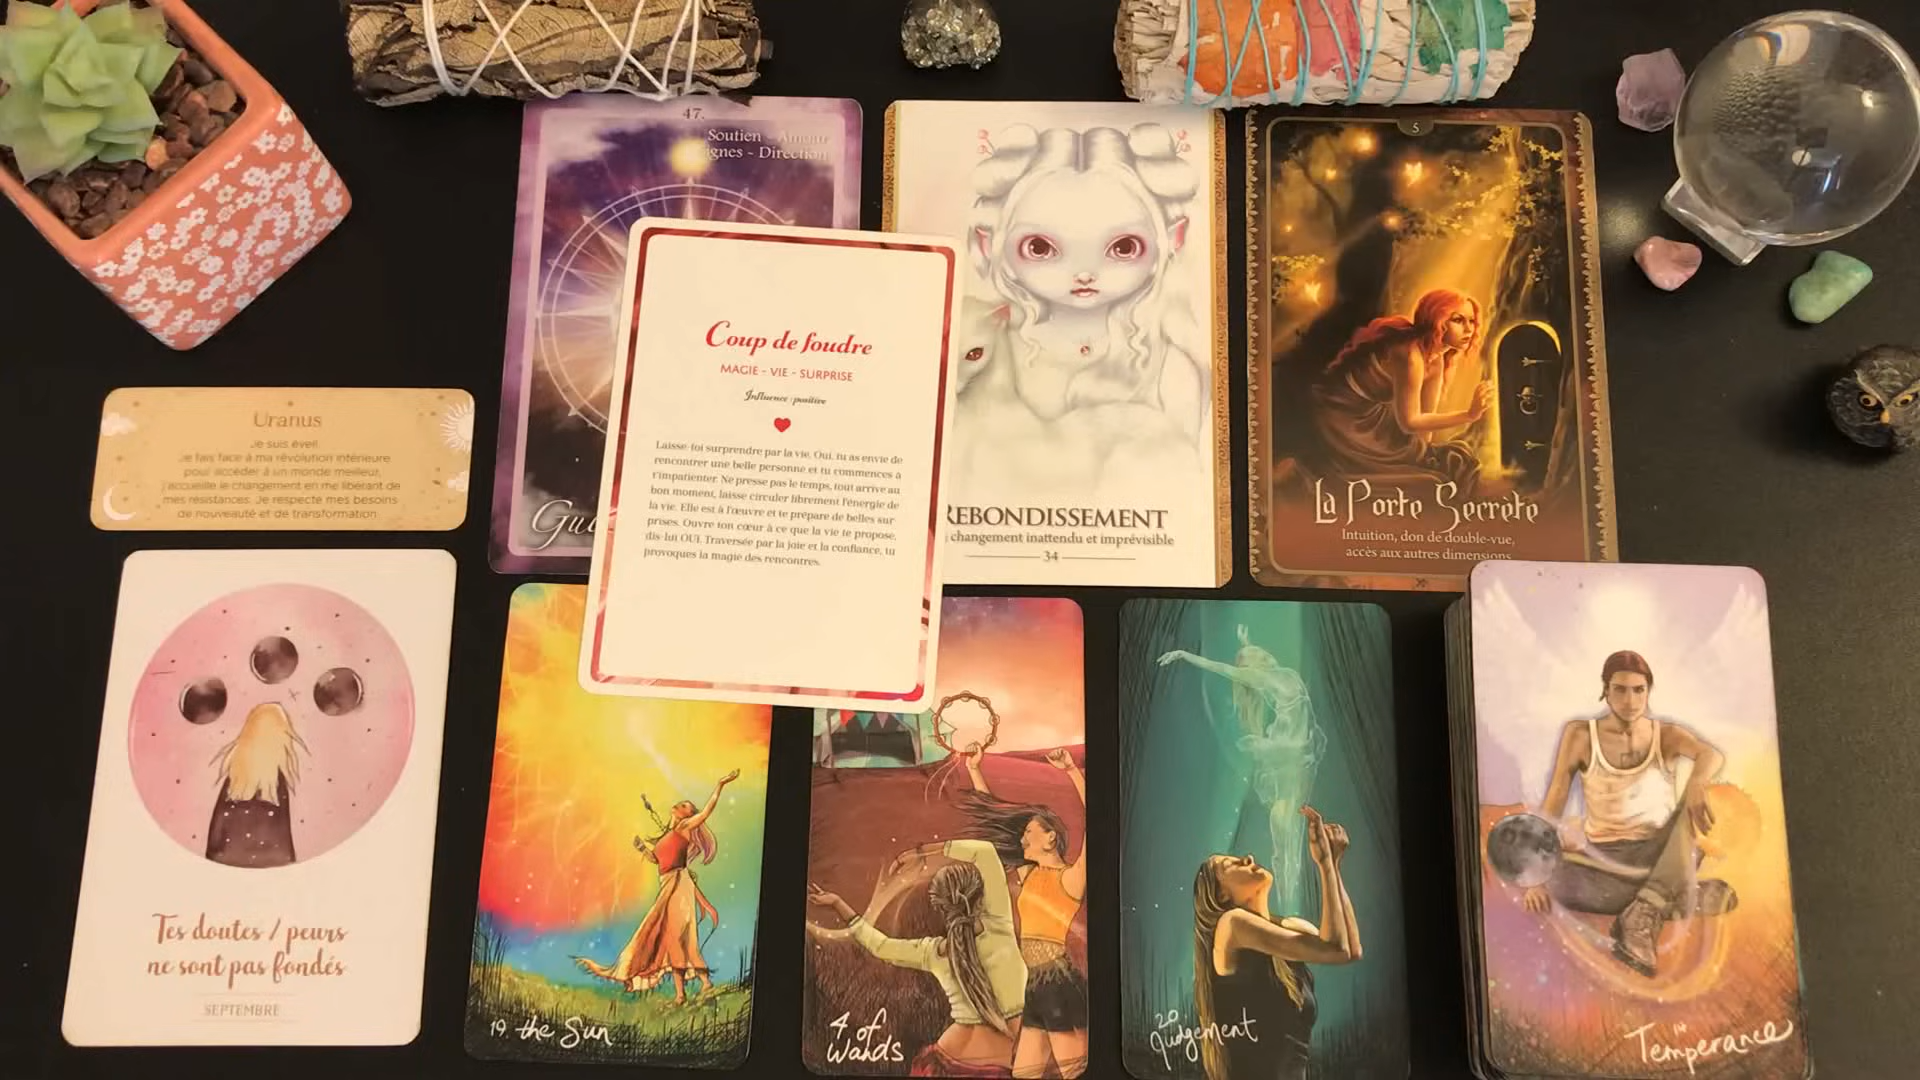 47.
Soutien - Amour
Signes - Direction
Gui
Coup de foudre
MAGIE - VIE - SURPRISE
Influence : positive
Laisse-toi surprendre par la vie. Oui, tu as envie de
rencontrer une belle personne et tu commences à
t'impatienter. Ne presse pas le temps, tout arrive au
bon moment, laisse circuler librement l'énergie de
la vie. Elle est à l'œuvre et te prépare de belles sur-
prises. Ouvre ton cœur à ce que la vie te propose,
dis-lui OUI. Traversée par la joie et la confiance, tu
provoques la magie des rencontres.
REBONDISSEMENT
changement inattendu et imprévisible
34
5
La Porte Secrète
Intuition, don de double-vue,
accès aux autres dimensions
Uranus
Je suis éveil.
Je fais face à ma révolution intérieure
pour accéder à un monde meilleur,
j'accueille le changement en me libérant de
mes résistances. Je respecte mes besoins
de nouveauté et de transformation.
Tes doutes / peurs
ne sont pas fondés
SEPTEMBRE
19. the Sun
4 of
Wands
20
Judgement
14
Temperance